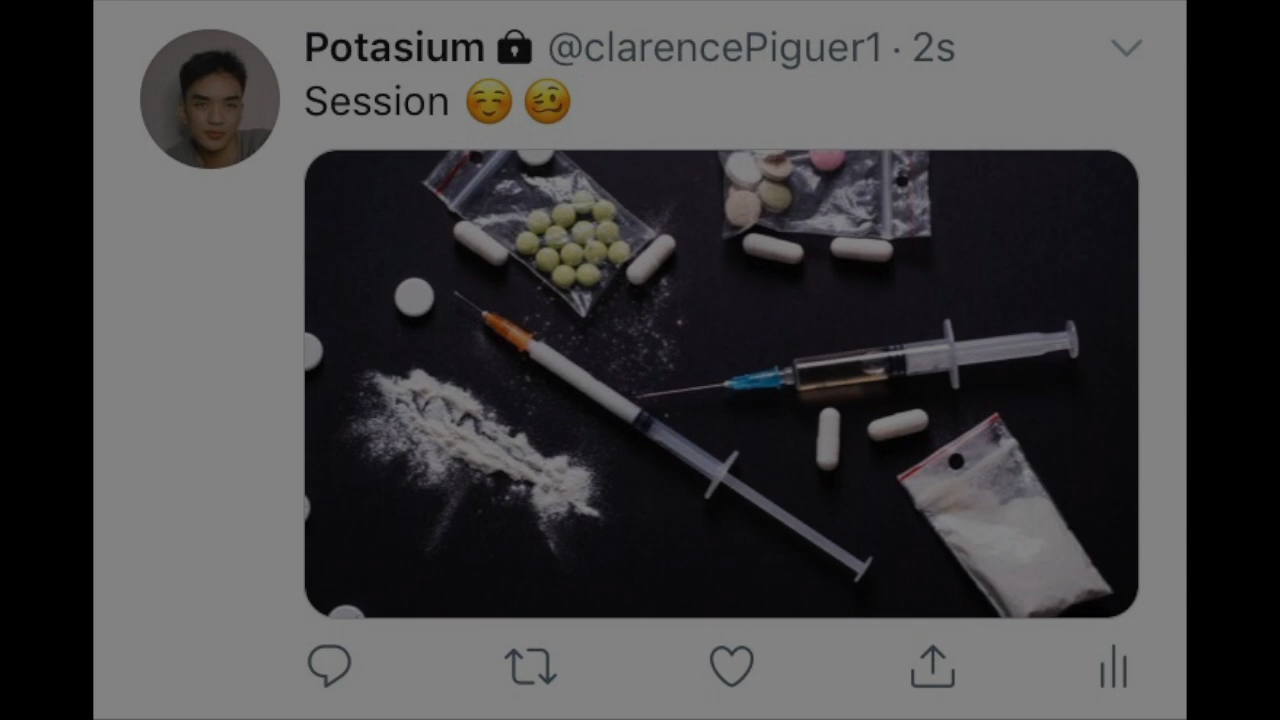 Potasium 🔒 @clarencePiguer1 · 2s
Session ☺️ 🥴